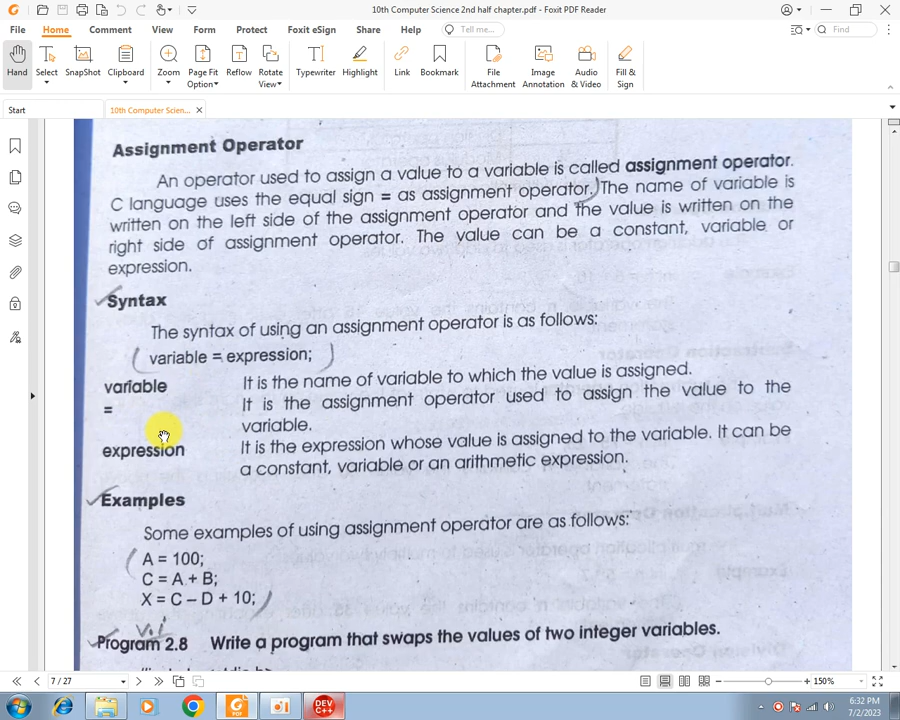 10th Computer Science 2nd half chapter.pdf - Foxit PDF Reader
File Home Comment View Form Protect Foxit eSign Share Help Tell me... Find
Hand Select SnapShot Clipboard Zoom Page Fit Option Reflow Rotate View Typewriter Highlight Link Bookmark File Attachment Image Annotation Audio & Video Fill & Sign
Start 10th Computer Scien...
Assignment Operator
An operator used to assign a value to a variable is called assignment operator.
C language uses the equal sign = as assignment operator. The name of variable is
written on the left side of the assignment operator and the value is written on the
right side of assignment operator. The value can be a constant, variable or
expression.
Syntax
The syntax of using an assignment operator is as follows:
variable = expression;
variable It is the name of variable to which the value is assigned.
= It is the assignment operator used to assign the value to the
variable.
expression It is the expression whose value is assigned to the variable. It can be
a constant, variable or an arithmetic expression.
Examples
Some examples of using assignment operator are as follows:
A = 100;
C = A + B;
X = C – D + 10;
V.i
Program 2.8 Write a program that swaps the values of two integer variables.
7 / 27 150%
DEV C++
6:32 PM
7/2/2023